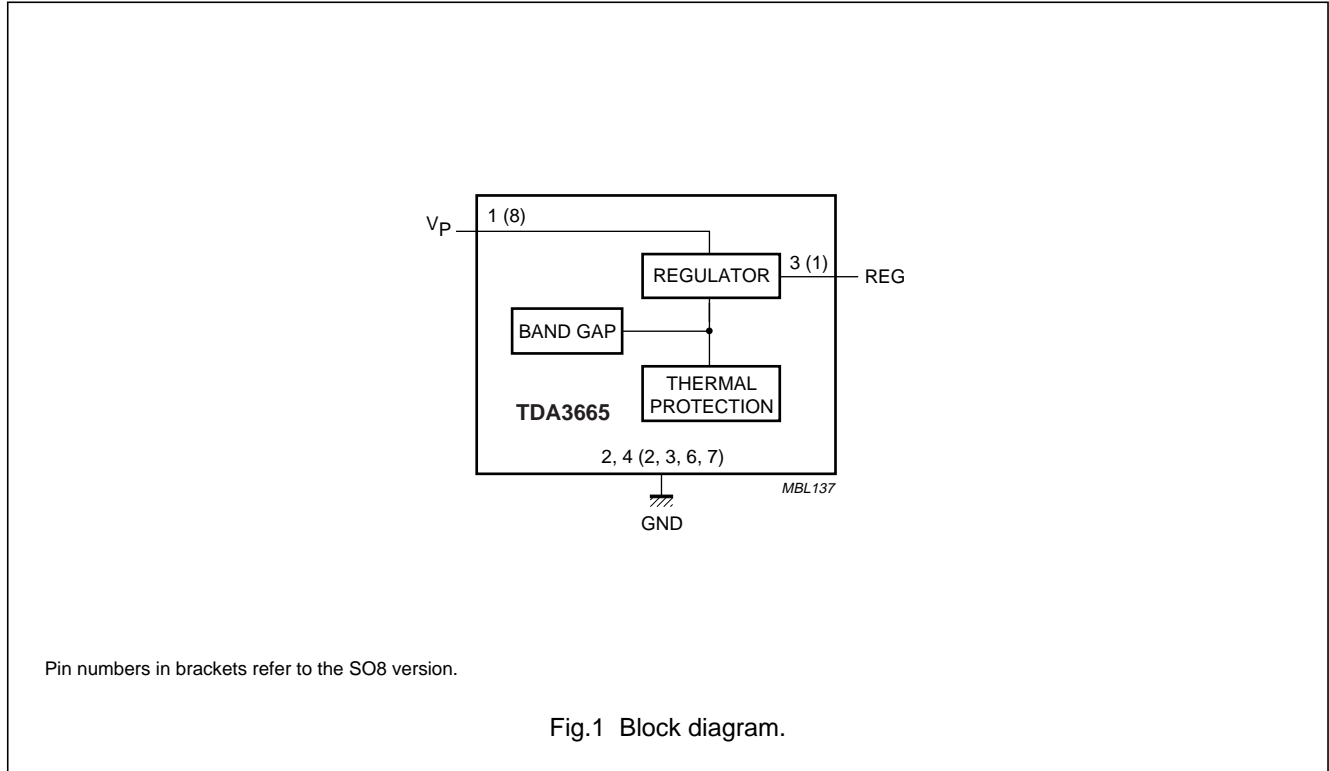 VP
1 (8)
REGULATOR
3 (1)
REG
BAND GAP
THERMAL
PROTECTION
TDA3665
2, 4 (2, 3, 6, 7)
MBL137
GND
Pin numbers in brackets refer to the SO8 version.
Fig.1 Block diagram.